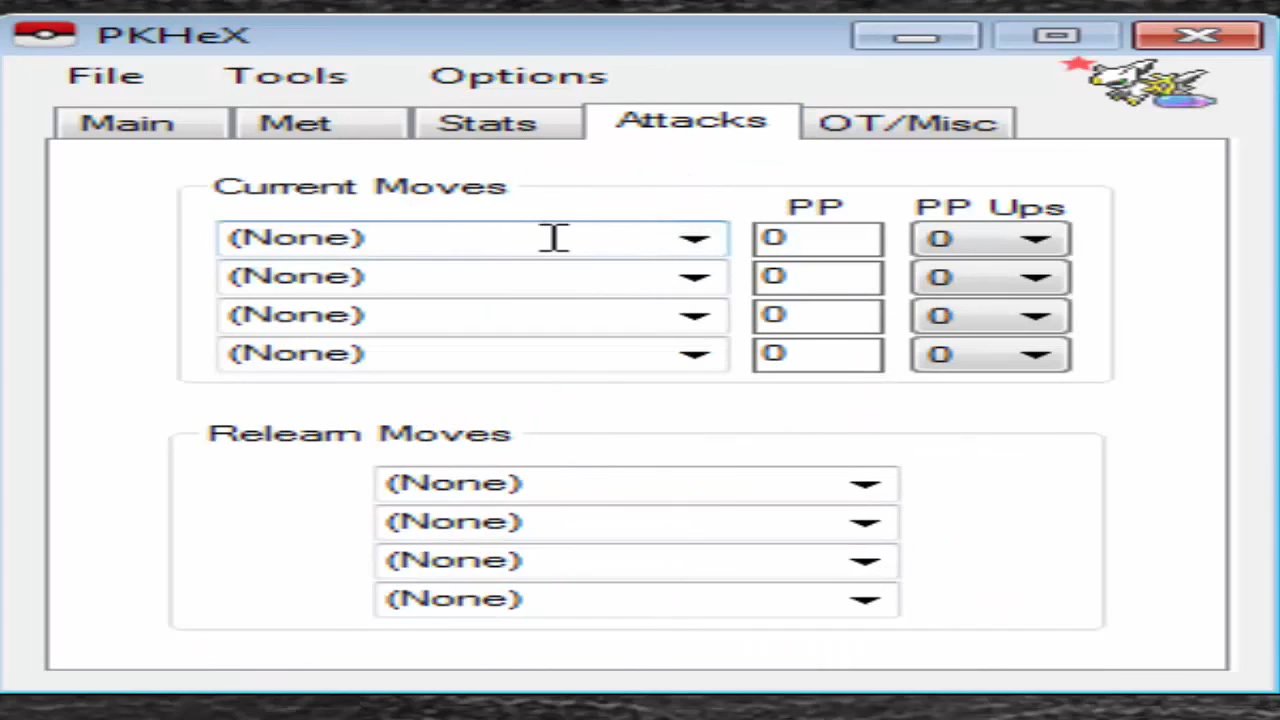 PKHeX
File Tools Options
Main Met Stats Attacks OT/Misc
Current Moves
PP PP Ups
(None) 0 0
(None) 0 0
(None) 0 0
(None) 0 0
Relearn Moves
(None)
(None)
(None)
(None)